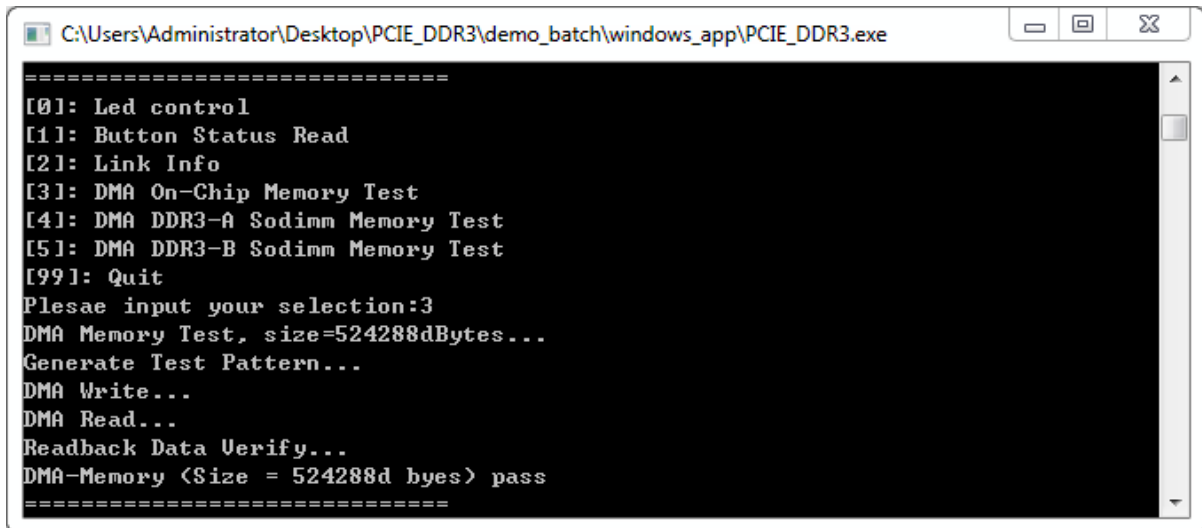 C:\Users\Administrator\Desktop\PCIE_DDR3\demo_batch\windows_app\PCIE_DDR3.exe
==============================
[0]: Led control
[1]: Button Status Read
[2]: Link Info
[3]: DMA On-Chip Memory Test
[4]: DMA DDR3-A Sodimm Memory Test
[5]: DMA DDR3-B Sodimm Memory Test
[99]: Quit
Plesae input your selection:3
DMA Memory Test, size=524288dBytes...
Generate Test Pattern...
DMA Write...
DMA Read...
Readback Data Verify...
DMA-Memory (Size = 524288d byes) pass
==============================